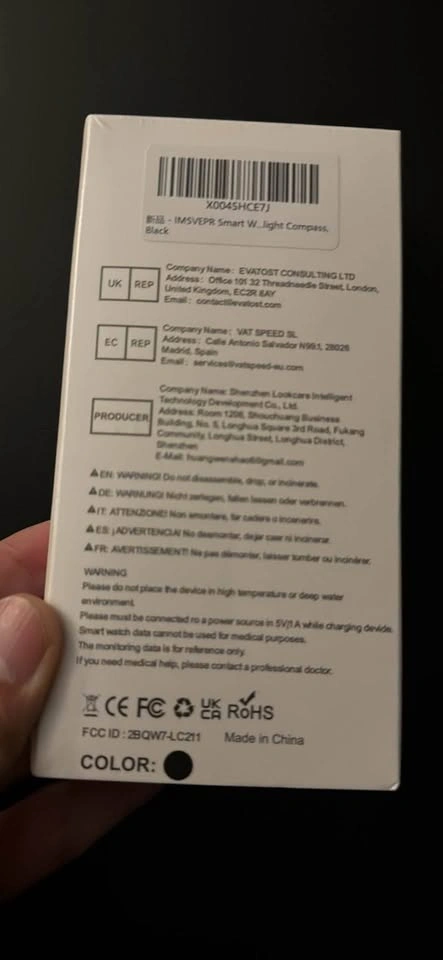 X0045HCE7J
新品 - IMSVEPR Smart W...light Compass,
Black
UK REP
Company Name: EVATOST CONSULTING LTD
Address: Office 101 32 Threadneedle Street, London,
United Kingdom, EC2R 8AY
Email: contact@evatost.com
EC REP
Company Name: VAT SPEED SL
Address: Calle Antonio Salvador N99,1, 28026
Madrid, Spain
Email: services@vatspeed-eu.com
PRODUCER
Company Name: Shenzhen Lookcare Intelligent
Technology Development Co., Ltd.
Address: Room 1206, Shouchuang Business
Building, No. 5, Longhua Square 3rd Road, Fukang
Community, Longhua Street, Longhua District,
Shenzhen
E-Mail:
EN: WARNING! Do not disassemble, drop, or incinerate.
DE: WARNUNG! Nicht zerlegen, fallen lassen oder verbrennen.
IT: ATTENZIONE! Non smontare, far cadere o incenerire.
ES: ¡ADVERTENCIA! No desmontar, dejar caer ni incinerar.
FR: AVERTISSEMENT! Ne pas démonter, laisser tomber ou incinérer.
WARNING
Please do not place the device in high temperature or deep water
environment.
Please must be connected ro a power source in 5V/1A while charging devide.
Smart watch data cannot be used for medical purposes.
The monitoring data is for reference only.
If you need medical help, please contact a professional doctor.
CE FC UK CA RoHS
FCC ID : 2BQW7-LC211 Made in China
COLOR: